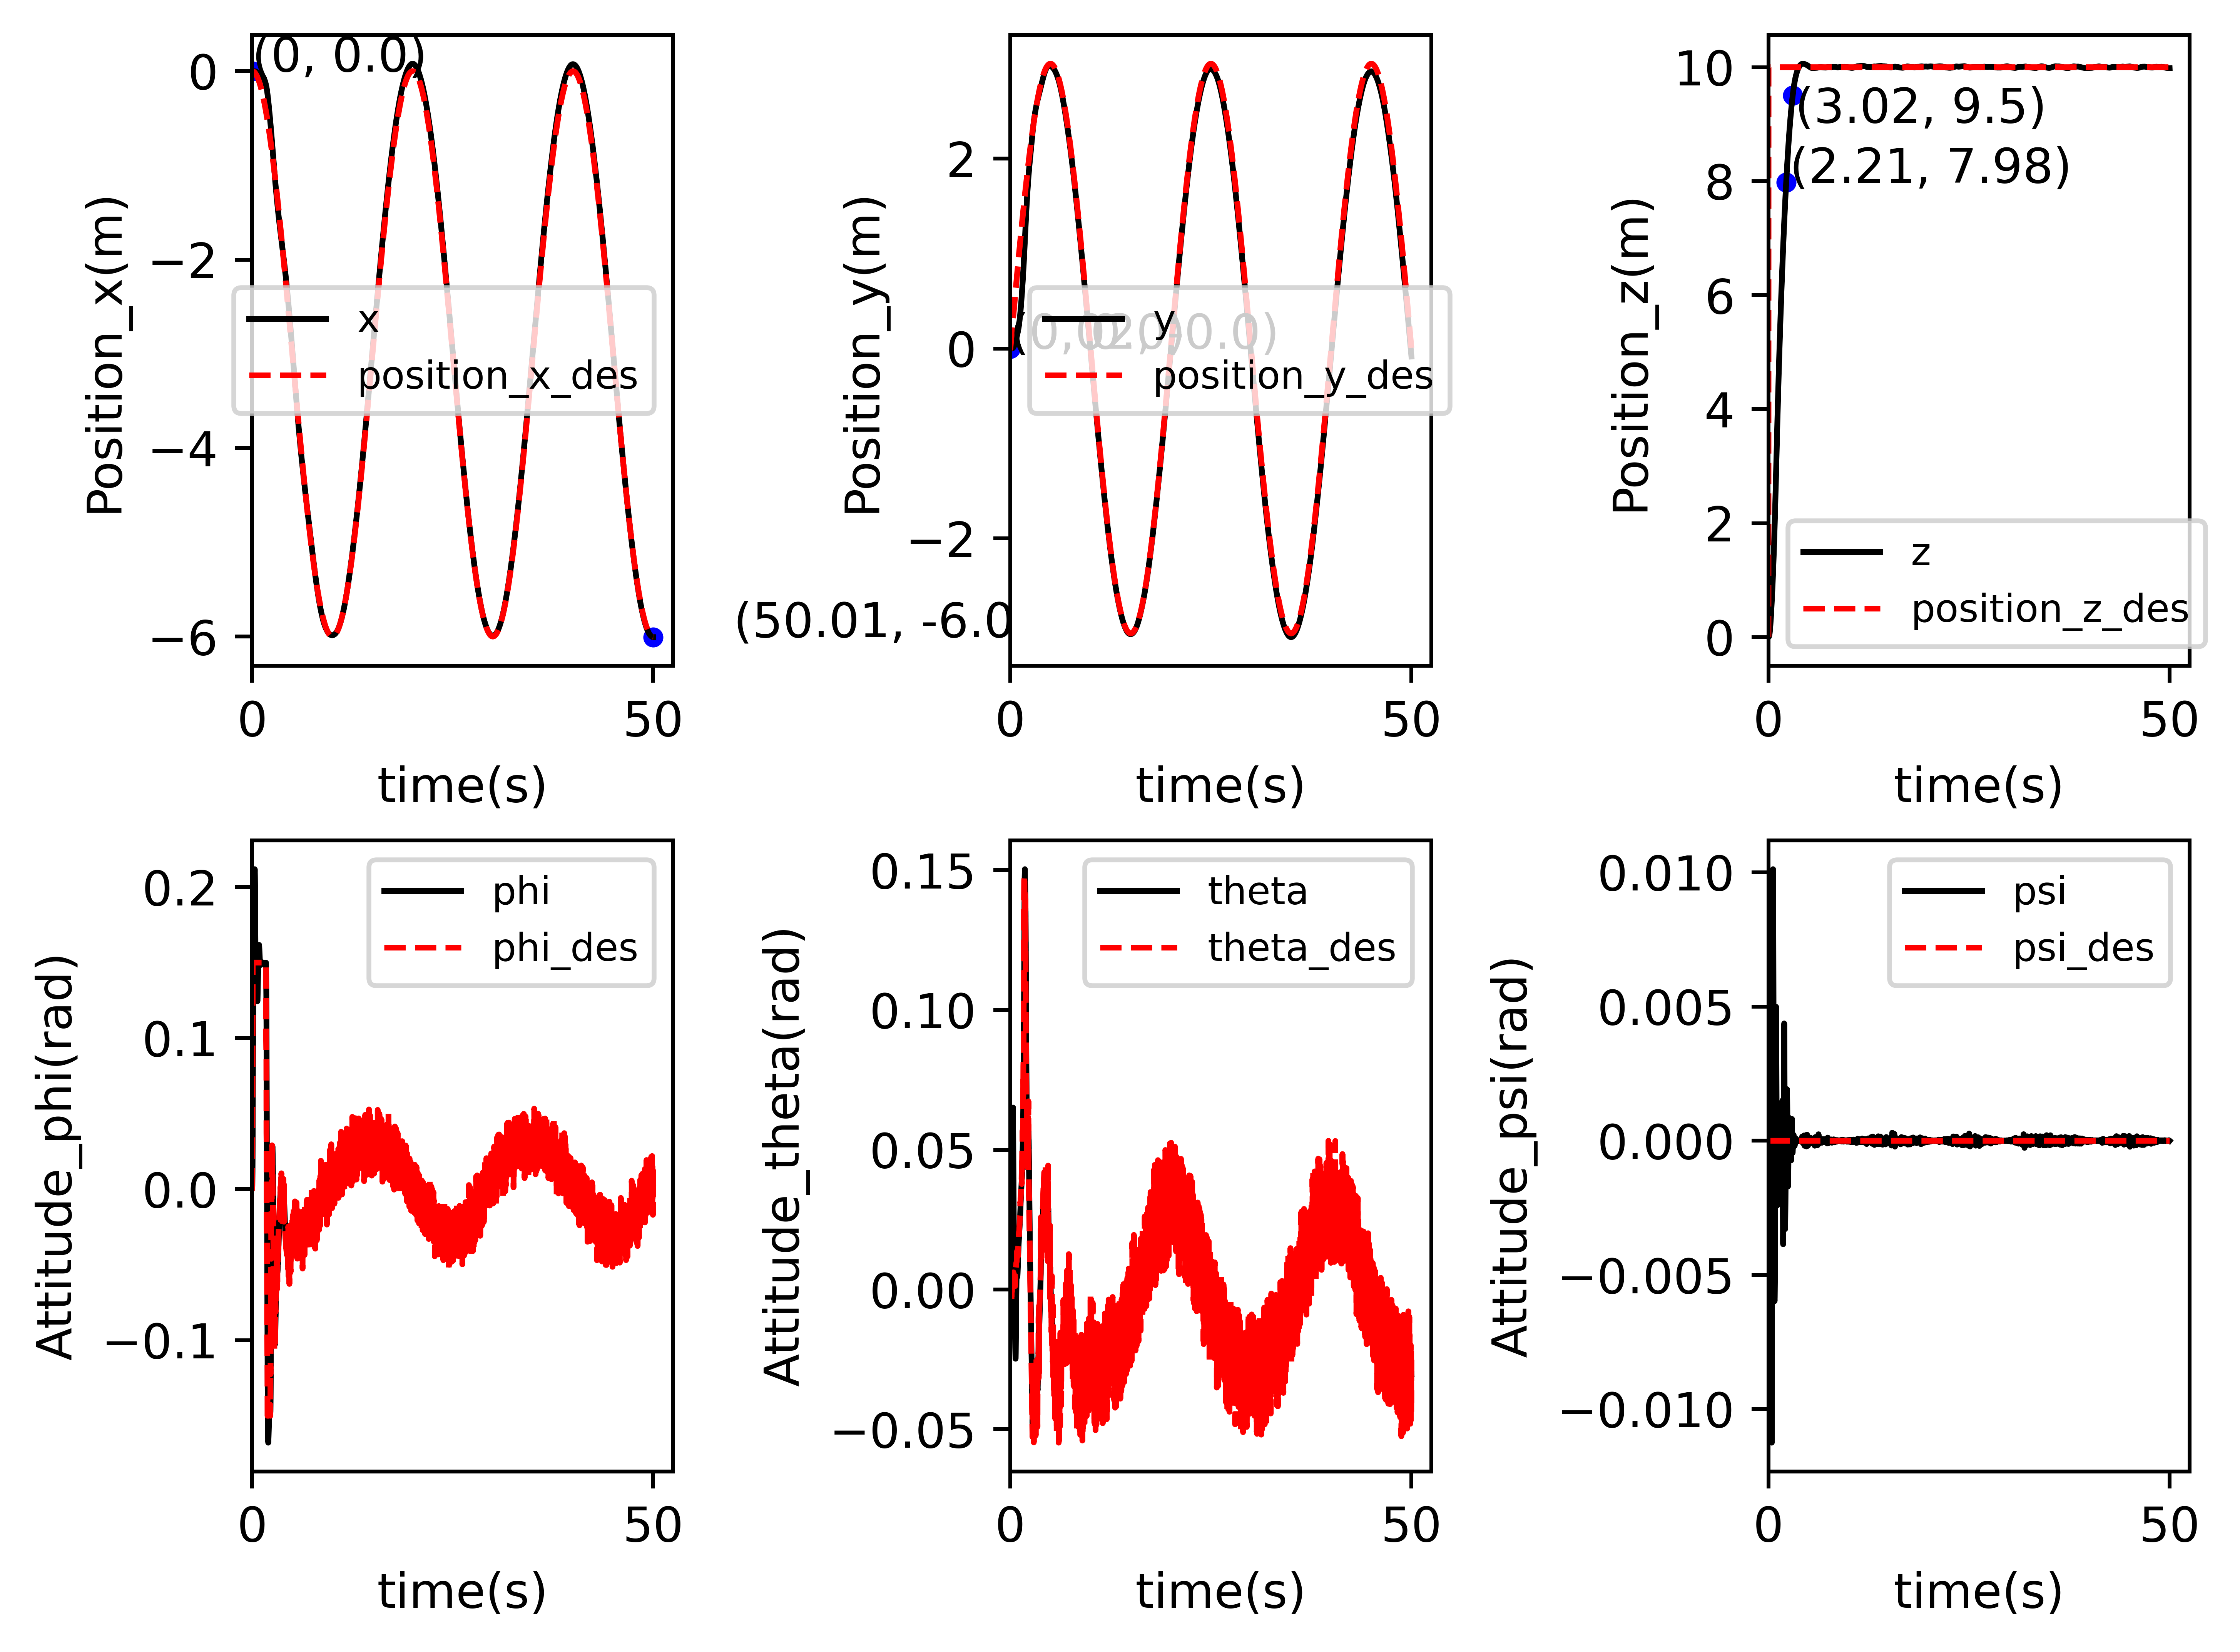 Position_x(m)
0
−2
−4
−6
(0, 0.0)
x
position_x_des
(50.01, -6.0
0
50
time(s)
Position_y(m)
2
0
−2
y
position_y_des
0
50
time(s)
Position_z(m)
10
8
6
4
2
0
(3.02, 9.5)
(2.21, 7.98)
z
position_z_des
0
50
time(s)
Attitude_phi(rad)
0.2
0.1
0.0
−0.1
phi
phi_des
0
50
time(s)
Attitude_theta(rad)
0.15
0.10
0.05
0.00
−0.05
theta
theta_des
0
50
time(s)
Attitude_psi(rad)
0.010
0.005
0.000
−0.005
−0.010
psi
psi_des
0
50
time(s)